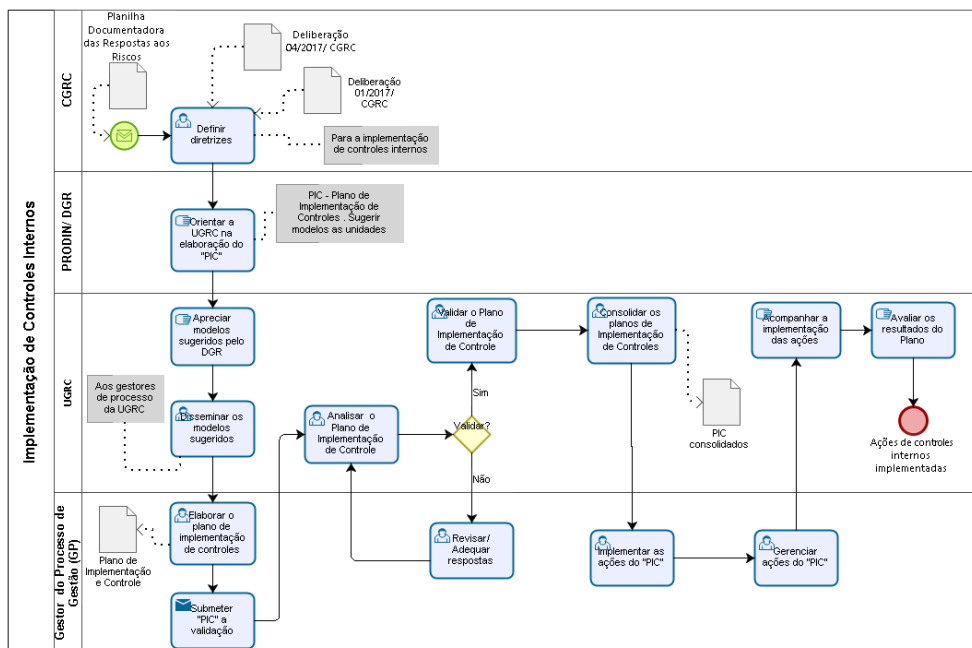 Implementação de Controles Internos
CGRC
Planilha
Documentadora
das Respostas aos
Riscos
Deliberação
04/2017/ CGRC
Deliberação
01/2017/
CGRC
Definir
diretrizes
Para a implementação
de controles internos
PRODIN/ DGR
Orientar a
UGRC na
elaboração do
"PIC"
PIC - Plano de
Implementação de
Controles . Sugerir
modelos as unidades
UGRC
Apreciar
modelos
sugeridos pelo
DGR
Aos gestores
de processo
da UGRC
Disseminar os
modelos
sugeridos
Analisar o
Plano de
Implementação
de Controle
Validar?
Sim
Não
Validar o Plano
de
Implementação
de Controle
Consolidar os
planos de
Implementação
de Controles
PIC
consolidados
Acompanhar a
implementação
das ações
Avaliar os
resultados do
Plano
Ações de controles
internos
implementadas
Gestor do Processo de
Gestão (GP)
Elaborar o
plano de
implementação
de controles
Plano de
Implementação
e Controle
Submeter
"PIC" a
validação
Revisar/
Adequar
respostas
Implementar as
ações do "PIC"
Gerenciar
ações do "PIC"